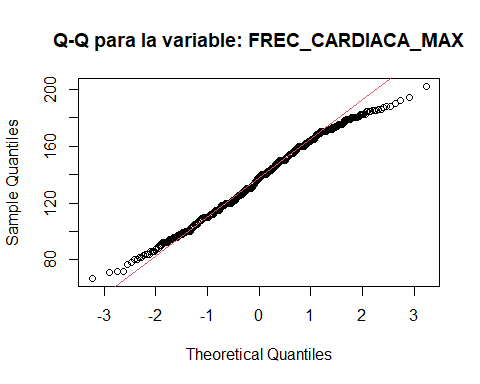 Q-Q para la variable: FREC_CARDIACA_MAX
Sample Quantiles
200
160
120
80
-3 -2 -1 0 1 2 3
Theoretical Quantiles